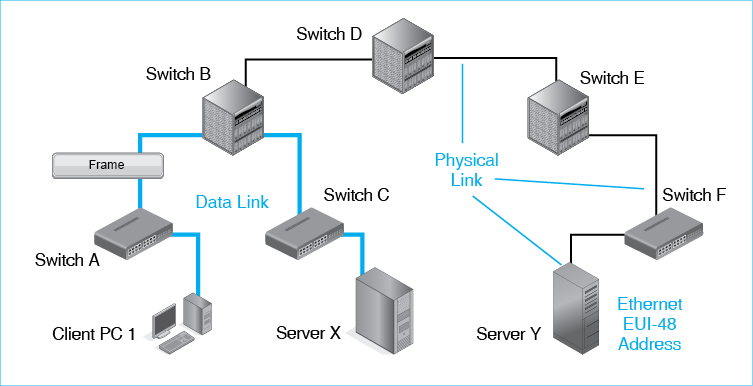 Switch D
Switch B
Switch E
Frame
Physical
Link
Data Link
Switch C
Switch F
Switch A
Client PC 1
Server X
Server Y
Ethernet
EUI-48
Address